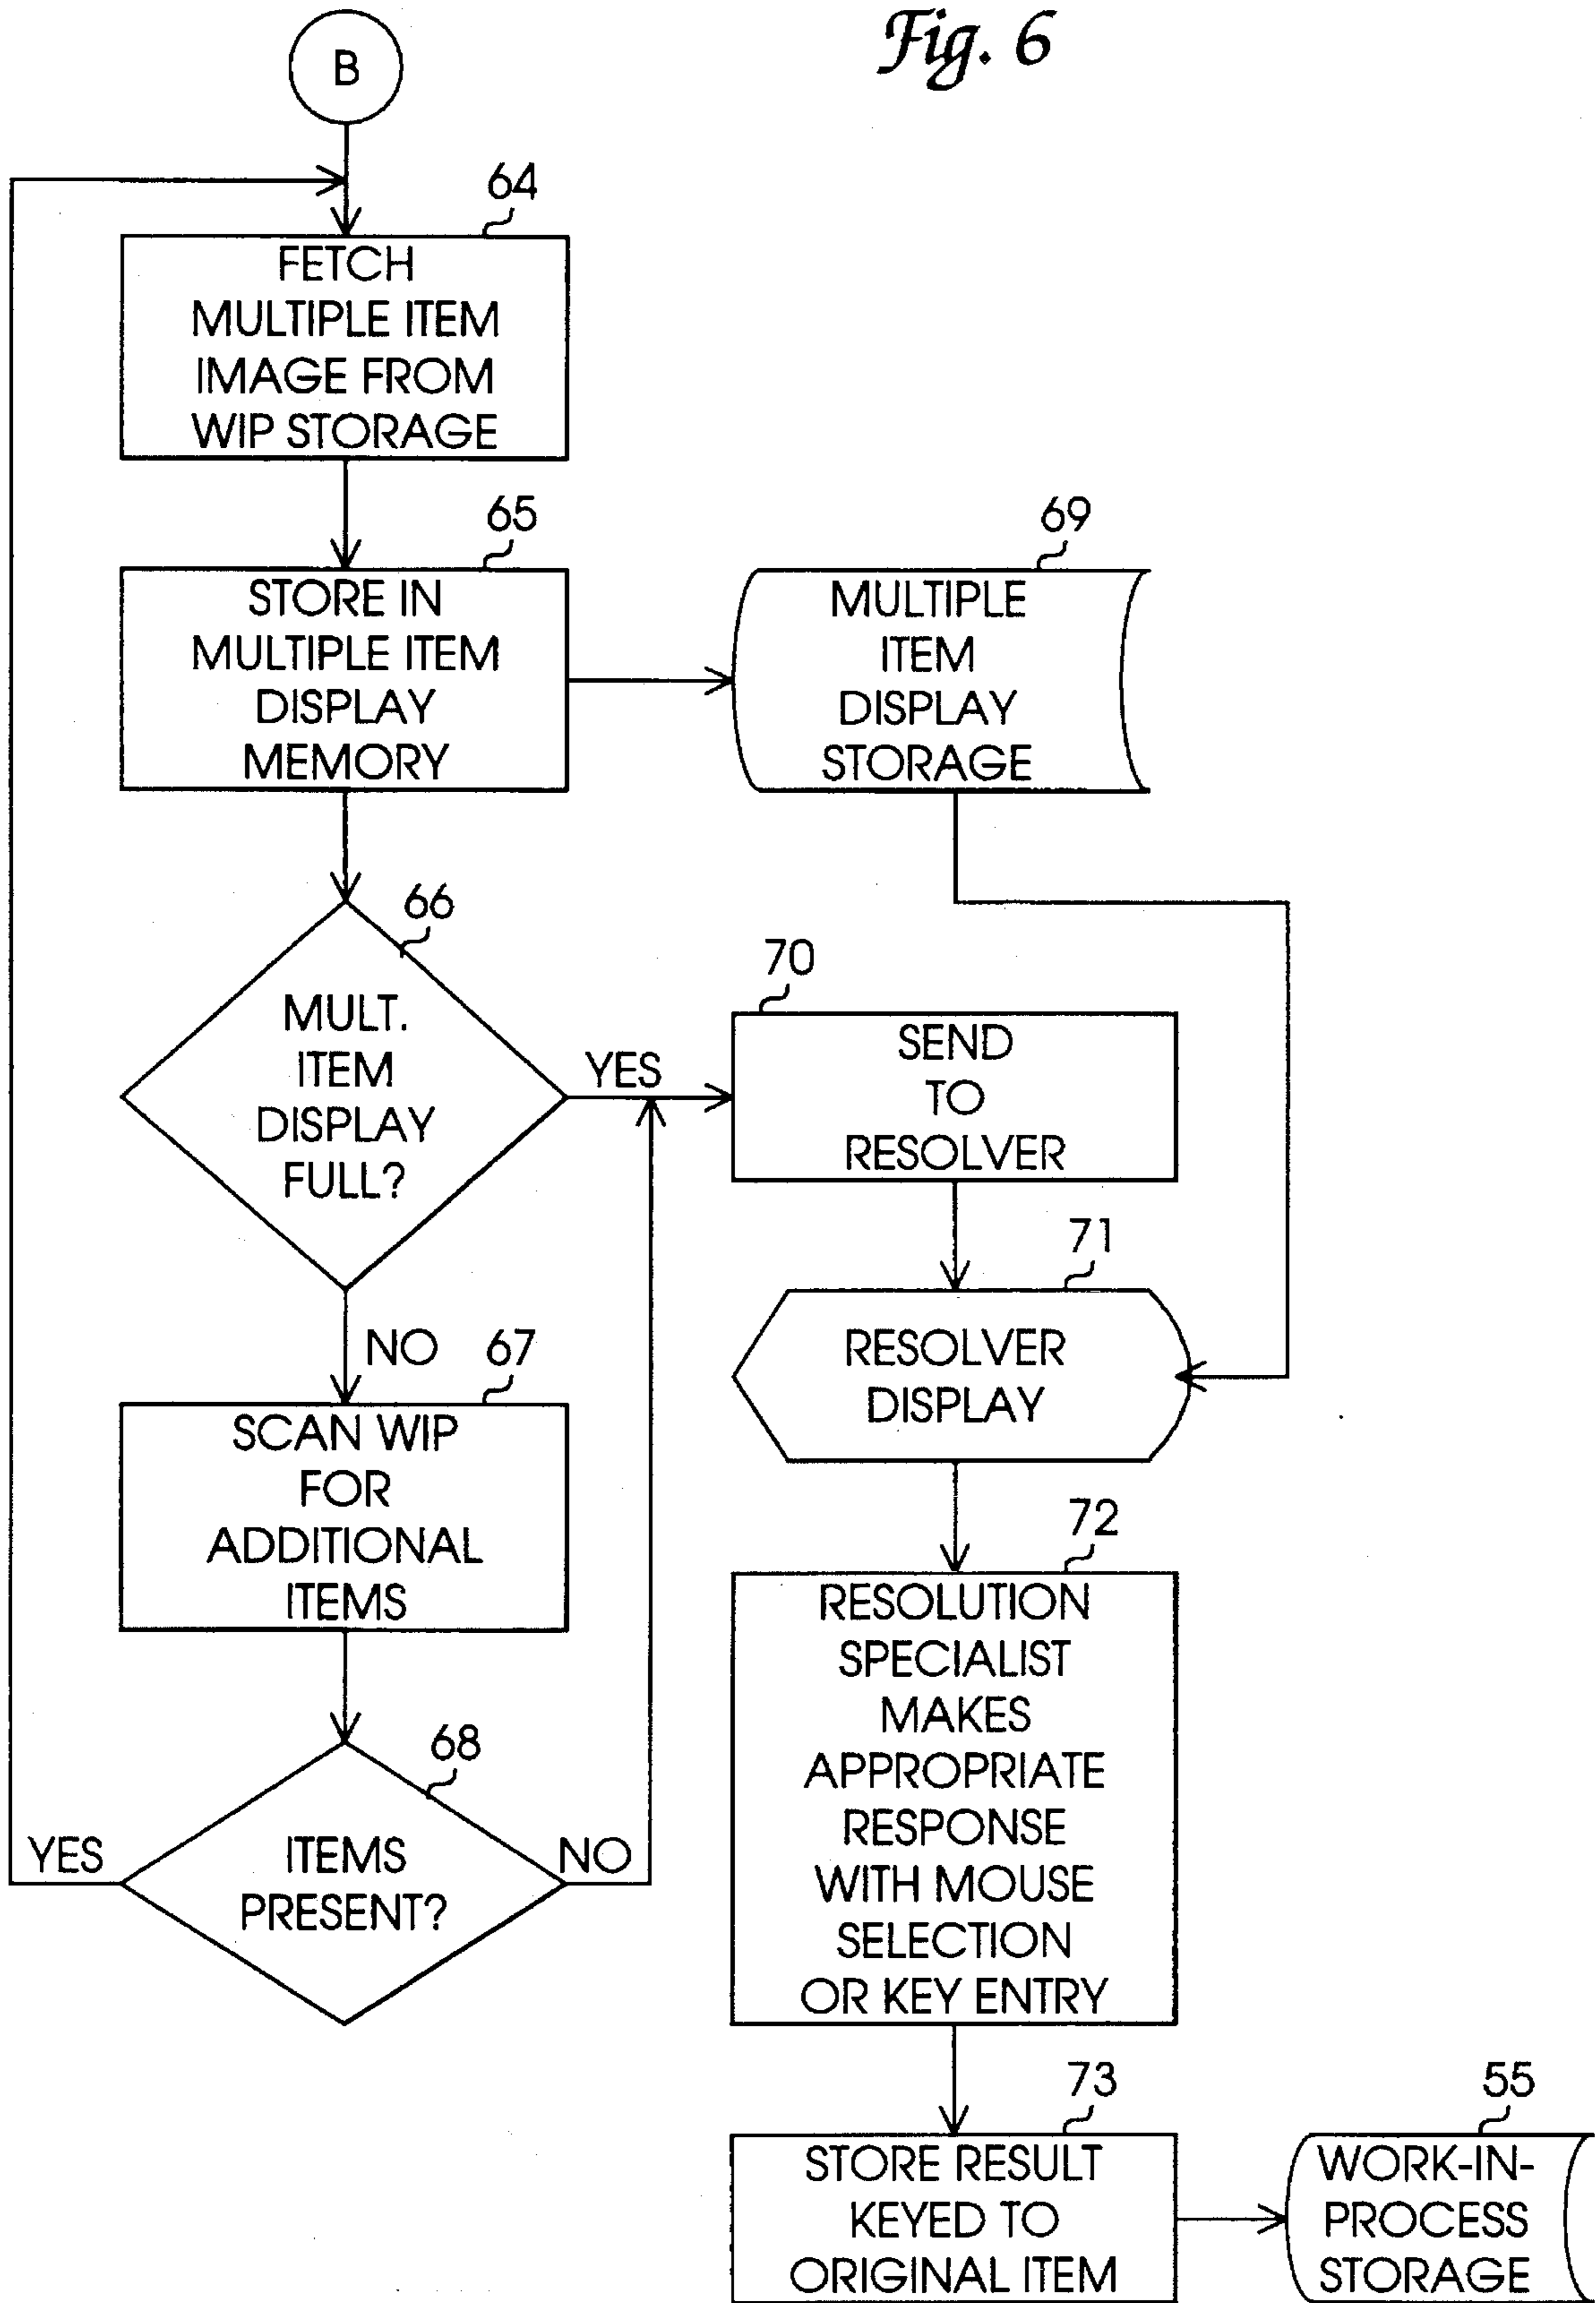 Fig. 6
B
64
FETCH
MULTIPLE ITEM
IMAGE FROM
WIP STORAGE
65
STORE IN
MULTIPLE ITEM
DISPLAY
MEMORY
69
MULTIPLE
ITEM
DISPLAY
STORAGE
66
MULT.
ITEM
DISPLAY
FULL?
YES
NO
70
SEND
TO
RESOLVER
71
RESOLVER
DISPLAY
67
SCAN WIP
FOR
ADDITIONAL
ITEMS
68
ITEMS
PRESENT?
YES
NO
72
RESOLUTION
SPECIALIST
MAKES
APPROPRIATE
RESPONSE
WITH MOUSE
SELECTION
OR KEY ENTRY
73
STORE RESULT
KEYED TO
ORIGINAL ITEM
55
WORK-IN-
PROCESS
STORAGE